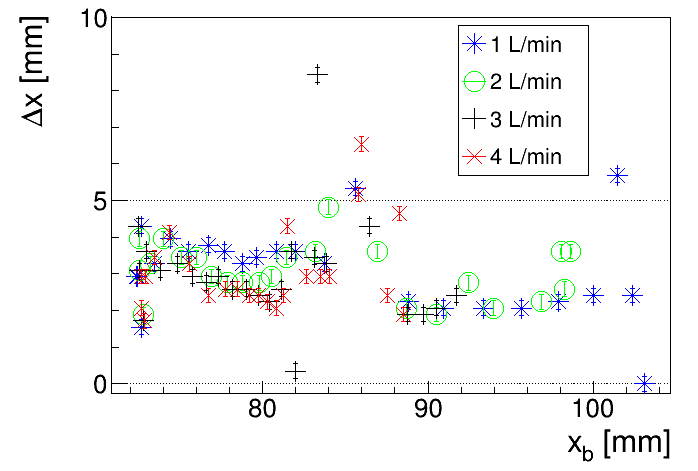 10
Δx [mm]
1 L/min
2 L/min
3 L/min
4 L/min
5
0
80
90
100
x_b [mm]